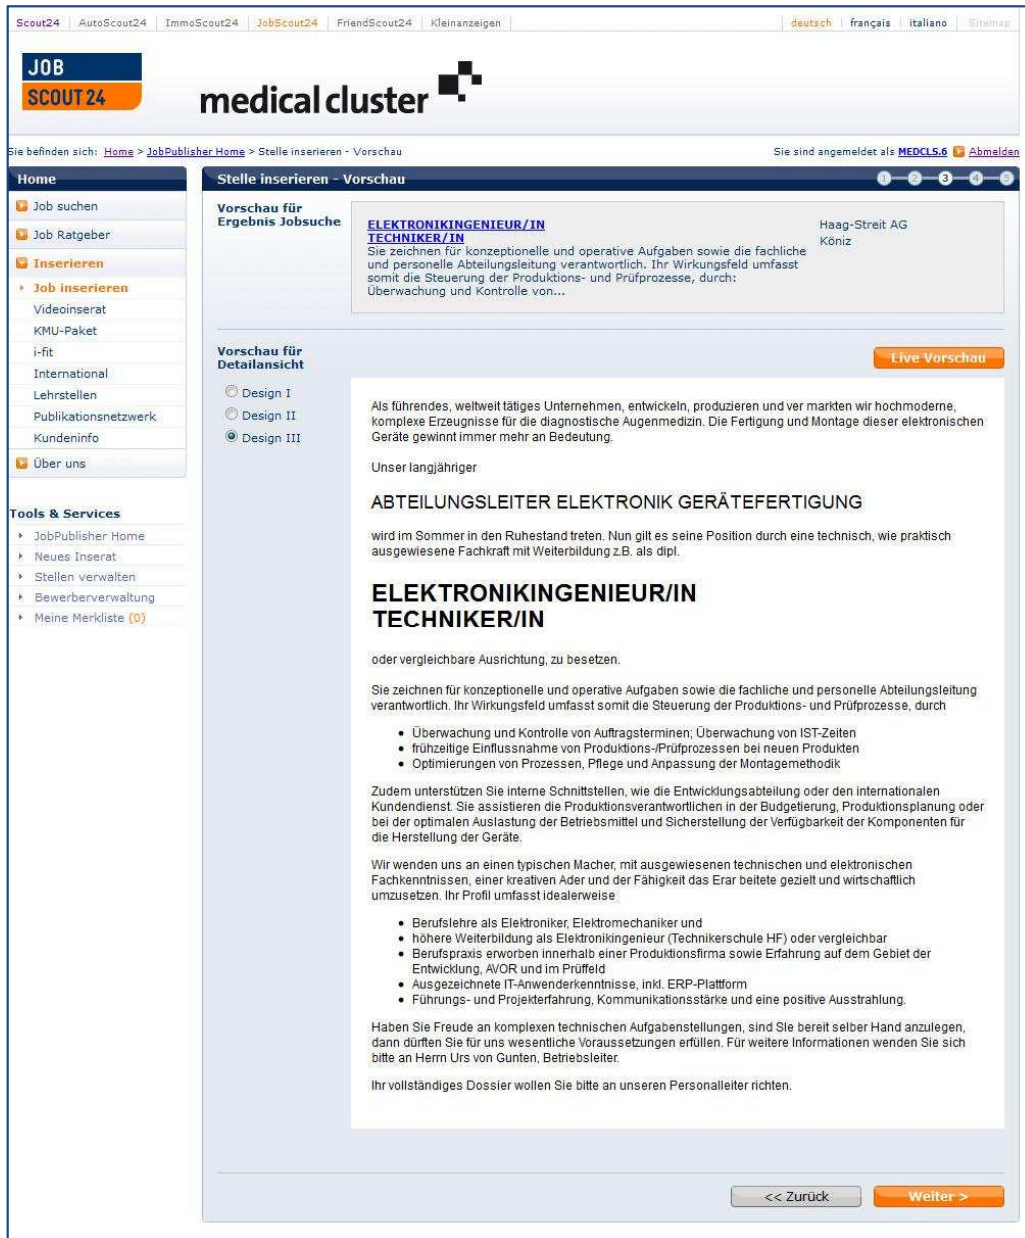 Scout24 AutoScout24 ImmoScout24 JobScout24 FriendScout24 Kleinanzeigen deutsch français italiano Sitemap
JOB
SCOUT 24
medical cluster
Sie befinden sich: Home > JobPublisher Home > Stelle inserieren - Vorschau
Sie sind angemeldet als MEDCLS.6 Abmelden
Home
Job suchen
Job Ratgeber
Inserieren
Job inserieren
Videoinserat
KMU-Paket
i-fit
International
Lehrstellen
Publikationsnetzwerk
Kundeninfo
Über uns
Tools & Services
JobPublisher Home
Neues Inserat
Stellen verwalten
Bewerberverwaltung
Meine Merkliste (0)
Stelle inserieren - Vorschau
1 2 3 4 5
Vorschau für
Ergebnis Jobsuche
ELEKTRONIKINGENIEUR/IN
TECHNIKER/IN
Sie zeichnen für konzeptionelle und operative Aufgaben sowie die fachliche
und personelle Abteilungsleitung verantwortlich. Ihr Wirkungsfeld umfasst
somit die Steuerung der Produktions- und Prüfprozesse, durch:
Überwachung und Kontrolle von...
Haag-Streit AG
Köniz
Vorschau für
Detailansicht
Live Vorschau
Design I
Design II
Design III
Als führendes, weltweit tätiges Unternehmen, entwickeln, produzieren und ver markten wir hochmoderne,
komplexe Erzeugnisse für die diagnostische Augenmedizin. Die Fertigung und Montage dieser elektronischen
Geräte gewinnt immer mehr an Bedeutung.
Unser langjähriger
ABTEILUNGSLEITER ELEKTRONIK GERÄTEFERTIGUNG
wird im Sommer in den Ruhestand treten. Nun gilt es seine Position durch eine technisch, wie praktisch
ausgewiesene Fachkraft mit Weiterbildung z.B. als dipl.
ELEKTRONIKINGENIEUR/IN
TECHNIKER/IN
oder vergleichbare Ausrichtung, zu besetzen.
Sie zeichnen für konzeptionelle und operative Aufgaben sowie die fachliche und personelle Abteilungsleitung
verantwortlich. Ihr Wirkungsfeld umfasst somit die Steuerung der Produktions- und Prüfprozesse, durch
• Überwachung und Kontrolle von Auftragsterminen; Überwachung von IST-Zeiten
• frühzeitige Einflussnahme von Produktions-/Prüfprozessen bei neuen Produkten
• Optimierungen von Prozessen, Pflege und Anpassung der Montagemethodik
Zudem unterstützen Sie interne Schnittstellen, wie die Entwicklungsabteilung oder den internationalen
Kundendienst. Sie assistieren die Produktionsverantwortlichen in der Budgetierung, Produktionsplanung oder
bei der optimalen Auslastung der Betriebsmittel und Sicherstellung der Verfügbarkeit der Komponenten für
die Herstellung der Geräte.
Wir wenden uns an einen typischen Macher, mit ausgewiesenen technischen und elektronischen
Fachkenntnissen, einer kreativen Ader und der Fähigkeit das Erar beitete gezielt und wirtschaftlich
umzusetzen. Ihr Profil umfasst idealerweise
• Berufslehre als Elektroniker, Elektromechaniker und
• höhere Weiterbildung als Elektronikingenieur (Technikerschule HF) oder vergleichbar
• Berufspraxis erworben innerhalb einer Produktionsfirma sowie Erfahrung auf dem Gebiet der
Entwicklung, AVOR und im Prüffeld
• Ausgezeichnete IT-Anwenderkenntnisse, inkl. ERP-Plattform
• Führungs- und Projekterfahrung, Kommunikationsstärke und eine positive Ausstrahlung.
Haben Sie Freude an komplexen technischen Aufgabenstellungen, sind SIe bereit selber Hand anzulegen,
dann dürften Sie für uns wesentliche Voraussetzungen erfüllen. Für weitere Informationen wenden Sie sich
bitte an Herrn Urs von Gunten, Betriebsleiter.
Ihr vollständiges Dossier wollen Sie bitte an unseren Personalleiter richten.
<< Zurück
Weiter >